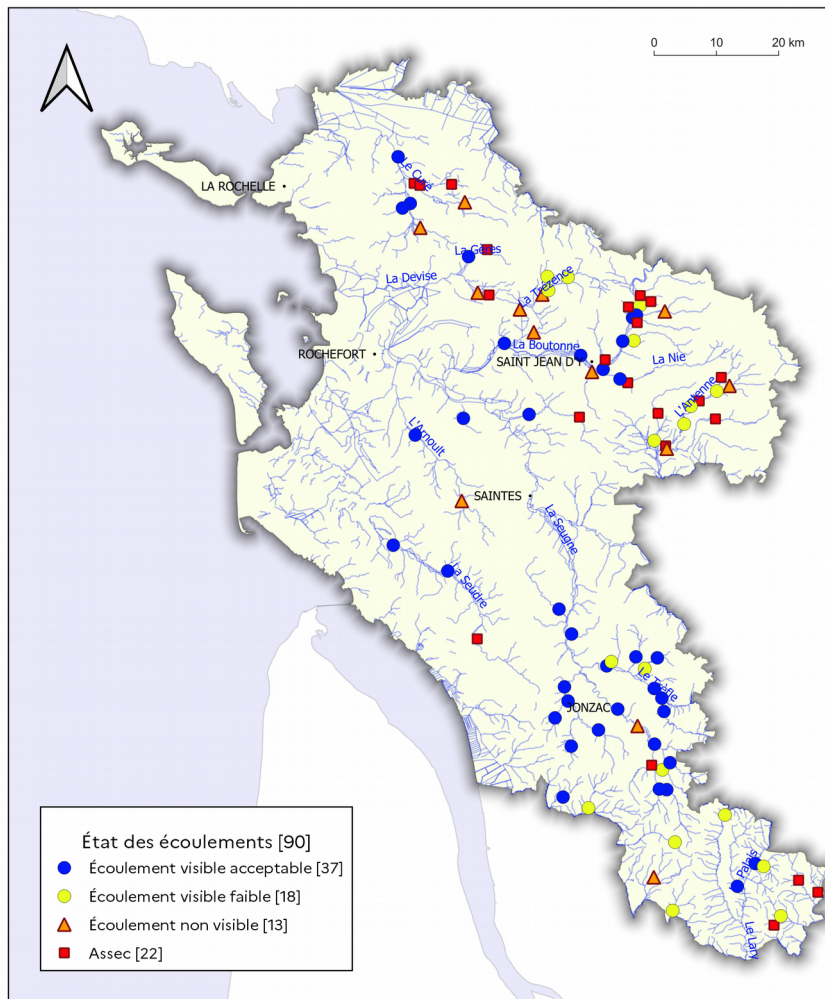 0 10 20 km
Le Curé
LA ROCHELLE
La Gères
La Devise
La Trézence
La Boutonne
ROCHEFORT
SAINT JEAN D'Y
La Nie
L'Antenne
L'Arnoult
SAINTES
La Seugne
La Seudre
Le Trèfle
JONZAC
Palais
Le Lary
État des écoulements [90]
Écoulement visible acceptable [37]
Écoulement visible faible [18]
Écoulement non visible [13]
Assec [22]